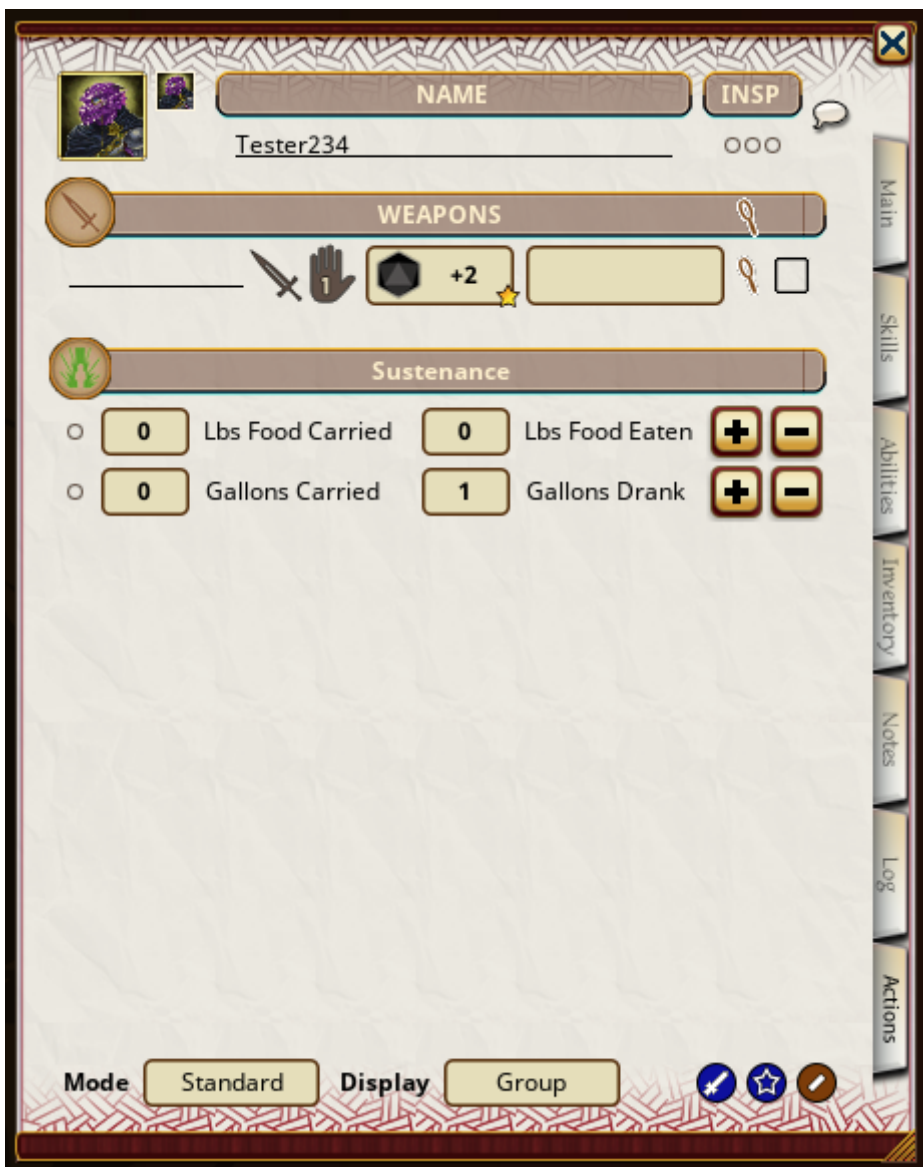 NAME INSP
Tester234
WEAPONS
1 +2
Sustenance
0 Lbs Food Carried 0 Lbs Food Eaten + -
0 Gallons Carried 1 Gallons Drank + -
Mode Standard Display Group
Main
Skills
Abilities
Inventory
Notes
Log
Actions